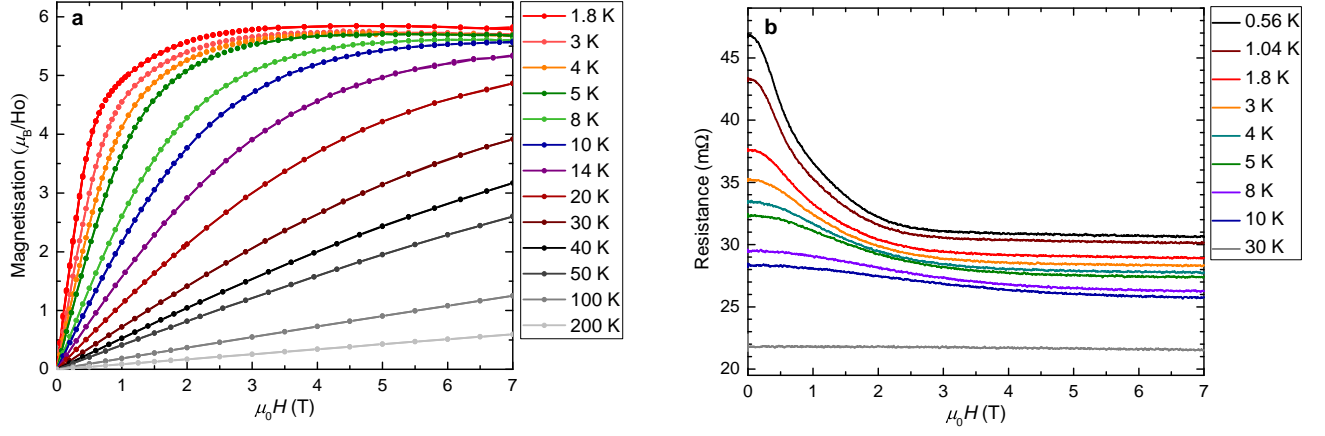 a
Magnetisation (μB/Ho)
6
5
4
3
2
1
0
0 1 2 3 4 5 6 7
μ0H (T)
1.8 K
3 K
4 K
5 K
8 K
10 K
14 K
20 K
30 K
40 K
50 K
100 K
200 K
b
Resistance (mΩ)
45
40
35
30
25
20
0 1 2 3 4 5 6 7
μ0H (T)
0.56 K
1.04 K
1.8 K
3 K
4 K
5 K
8 K
10 K
30 K